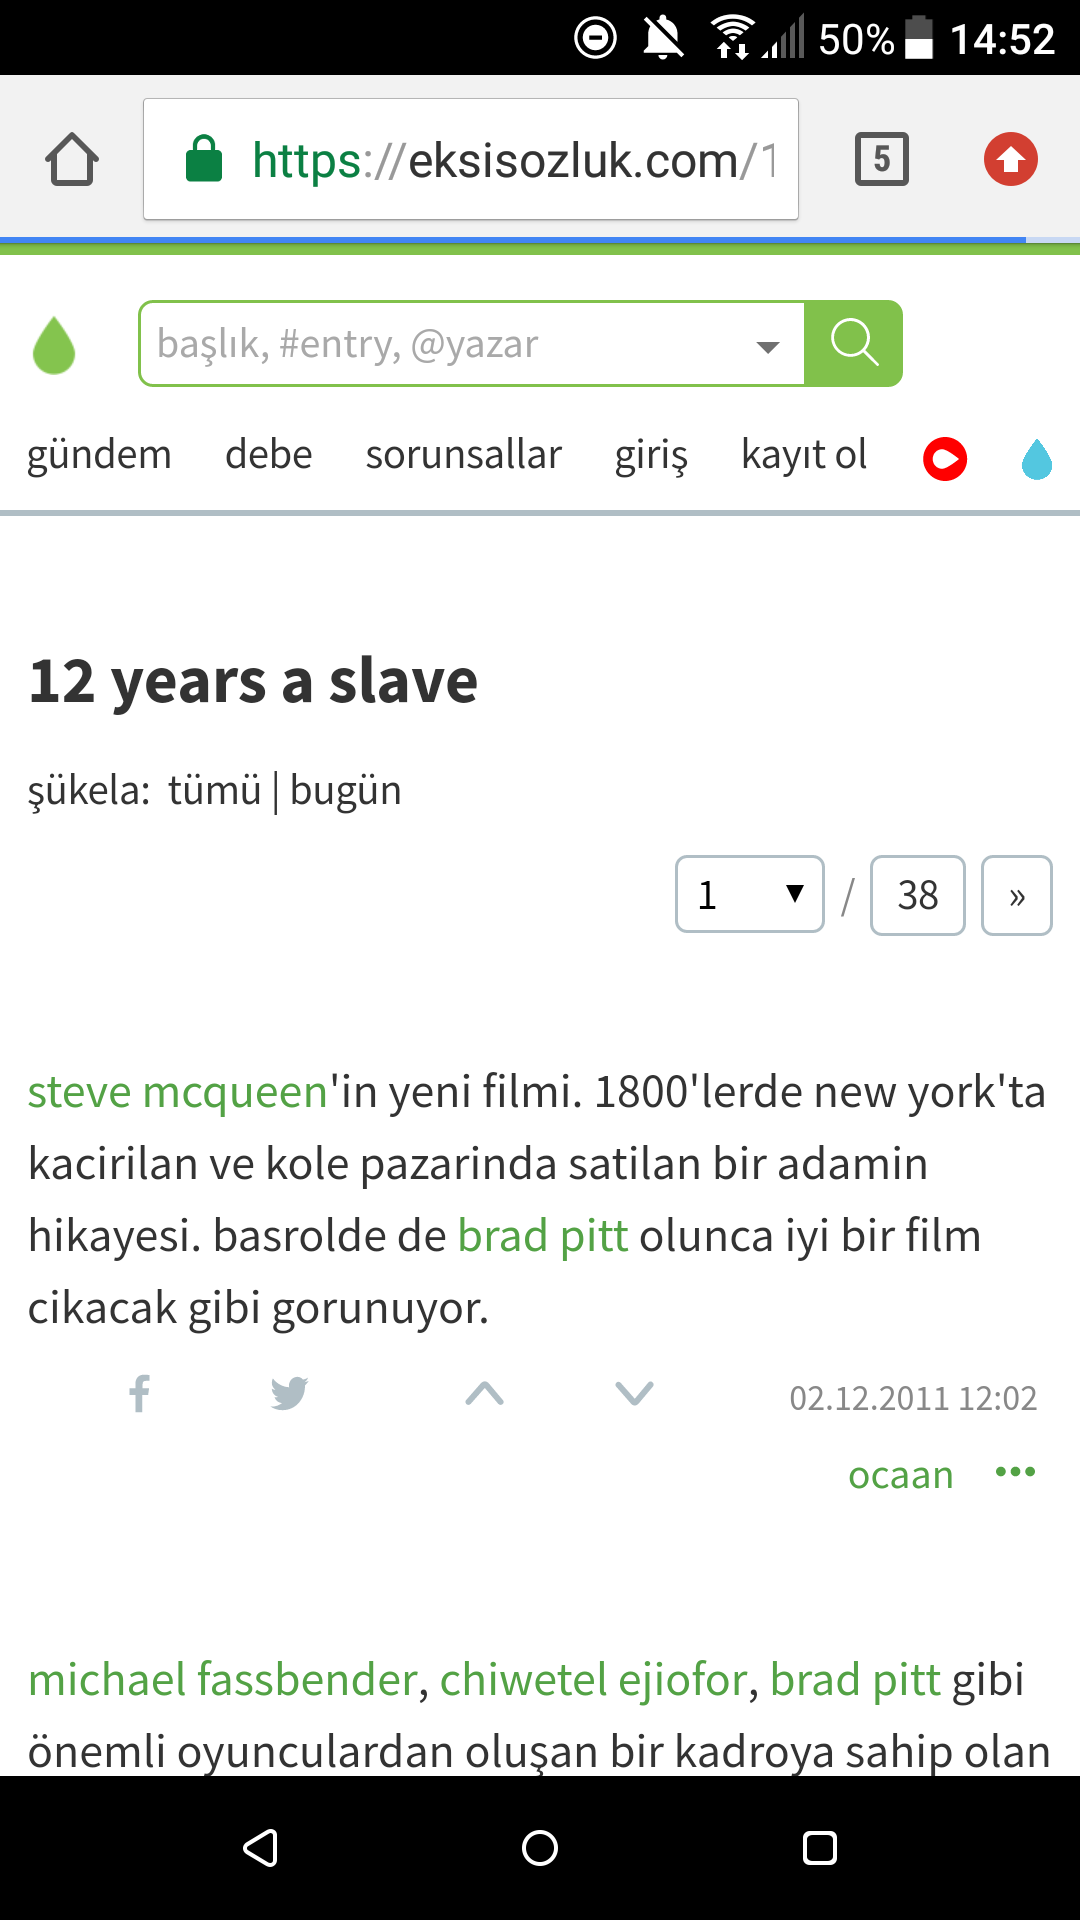 50% 14:52
https://eksisozluk.com/1
5
başlık, #entry, @yazar
gündem debe sorunsallar giriş kayıt ol
12 years a slave
şükela: tümü | bugün
1 ▼ / 38 »
steve mcqueen'in yeni filmi. 1800'lerde new york'ta
kacirilan ve kole pazarinda satilan bir adamin
hikayesi. basrolde de brad pitt olunca iyi bir film
cikacak gibi gorunuyor.
02.12.2011 12:02
ocaan •••
michael fassbender, chiwetel ejiofor, brad pitt gibi
önemli oyunculardan oluşan bir kadroya sahip olan